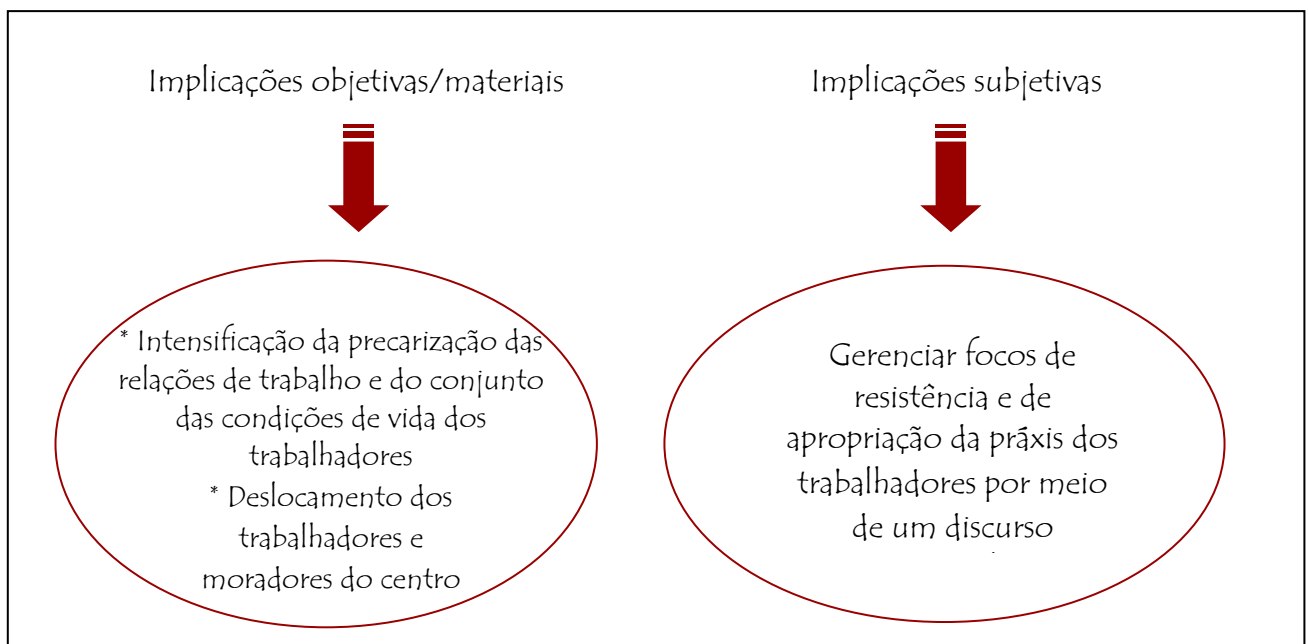 Implicações objetivas/materiais
Implicações subjetivas
* Intensificação da precarização das
relações de trabalho e do conjunto
das condições de vida dos
trabalhadores
* Deslocamento dos
trabalhadores e
moradores do centro
Gerenciar focos de
resistência e de
apropriação da práxis dos
trabalhadores por meio
de um discurso